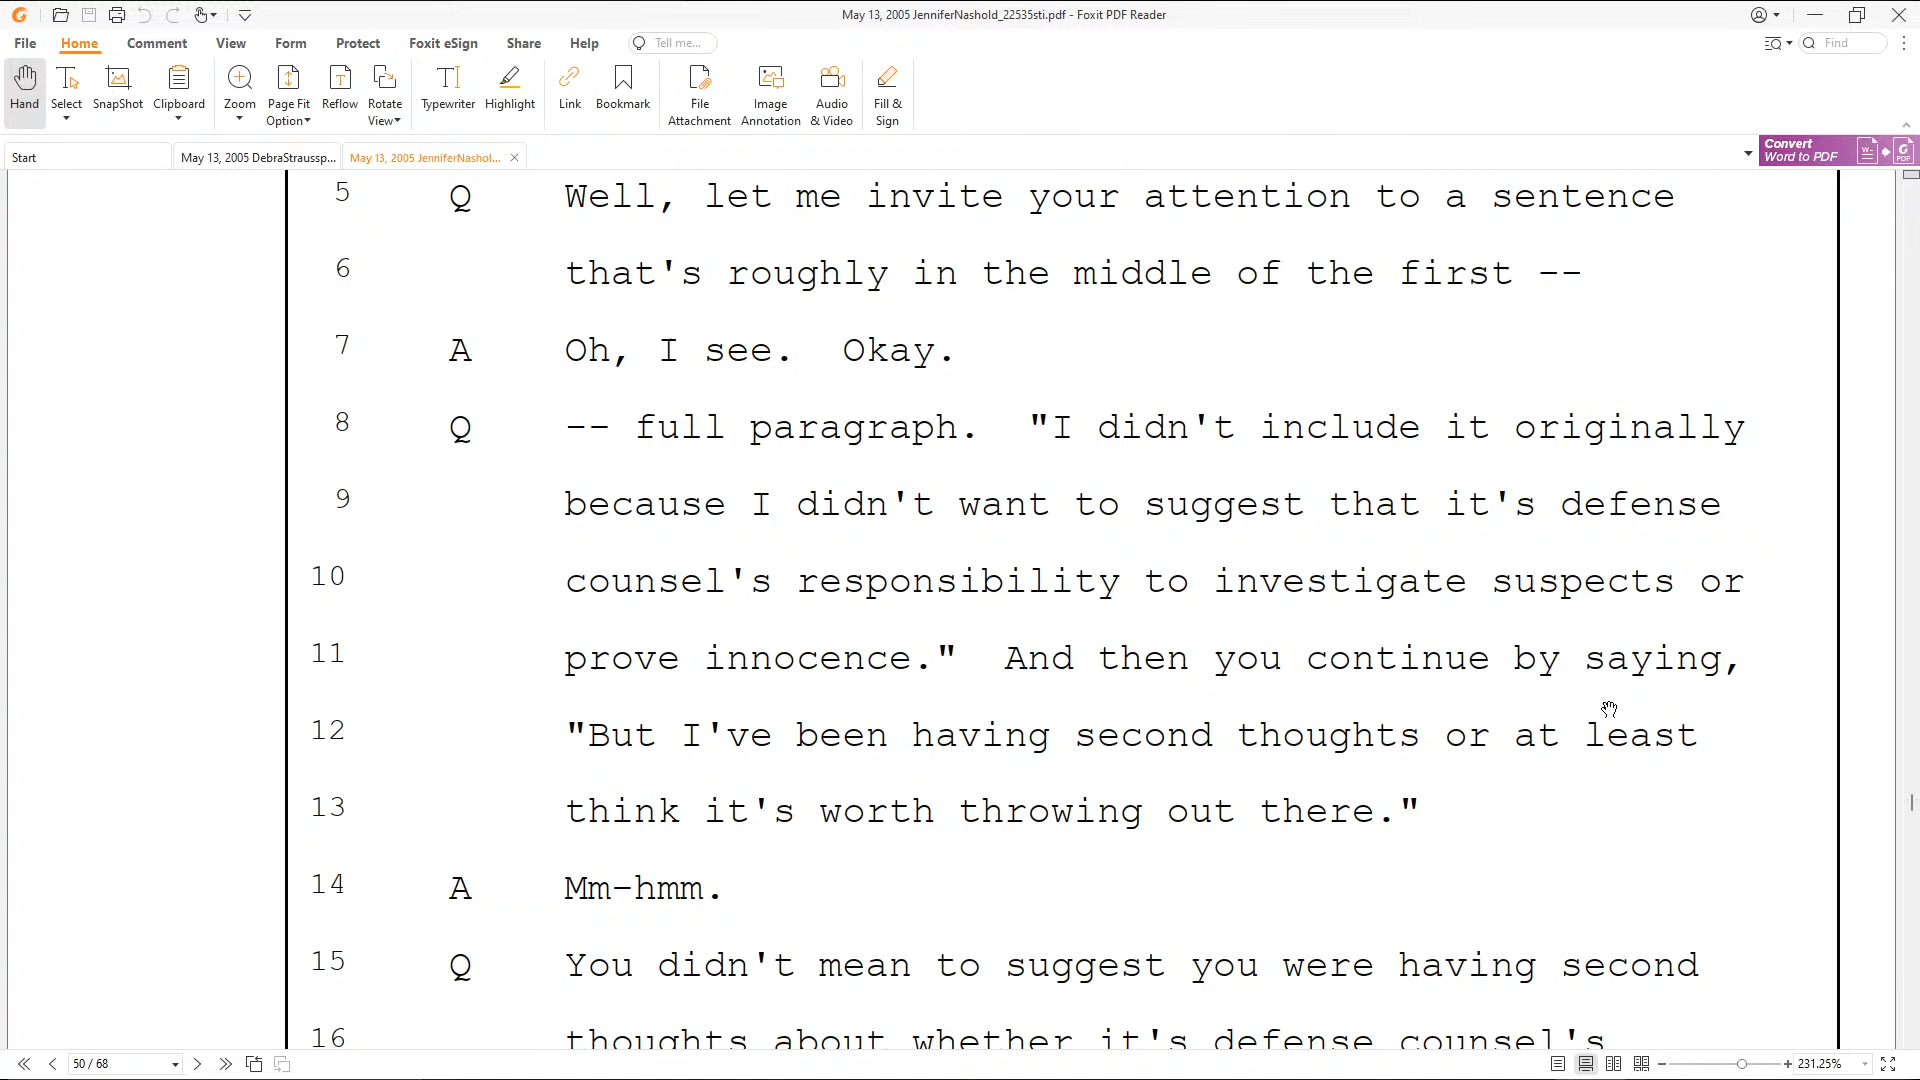 May 13, 2005 JenniferNashold_22535sti.pdf - Foxit PDF Reader
File Home Comment View Form Protect Foxit eSign Share Help Tell me... Find
Hand Select SnapShot Clipboard Zoom Page Fit Option Reflow Rotate View Typewriter Highlight Link Bookmark File Attachment Image Annotation Audio & Video Fill & Sign
Start May 13, 2005 DebraStraussp... May 13, 2005 JenniferNashol...
Convert
Word to PDF
5 Q Well, let me invite your attention to a sentence
6 that's roughly in the middle of the first --
7 A Oh, I see. Okay.
8 Q -- full paragraph. "I didn't include it originally
9 because I didn't want to suggest that it's defense
10 counsel's responsibility to investigate suspects or
11 prove innocence." And then you continue by saying,
12 "But I've been having second thoughts or at least
13 think it's worth throwing out there."
14 A Mm-hmm.
15 Q You didn't mean to suggest you were having second
16 thoughts about whether it's defense counsel's
50 / 68 231.25%